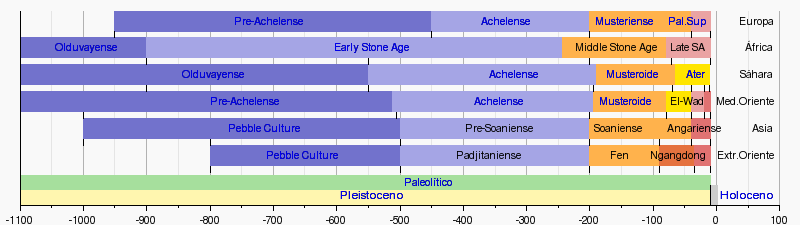 Pre-Achelense Achelense Musteriense Pal.Sup Europa
Olduvayense Early Stone Age Middle Stone Age Late SA África
Olduvayense Achelense Musteroide Ater Sáhara
Pre-Achelense Achelense Musteroide El-Wad Med.Oriente
Pebble Culture Pre-Soaniense Soaniense Angariense Asia
Pebble Culture Padjitaniense Fen Ngangdong Extr.Oriente
Paleolítico
Pleistoceno Holoceno
-1100 -1000 -900 -800 -700 -600 -500 -400 -300 -200 -100 0 100